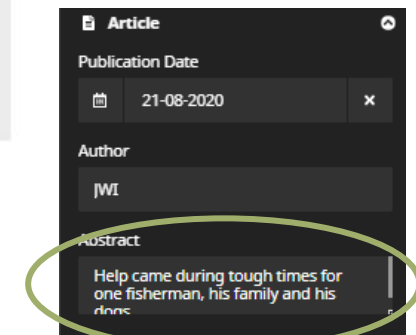 Article
Publication Date
21-08-2020
Author
JWI
Abstract
Help came during tough times for
one fisherman, his family and his
dogs